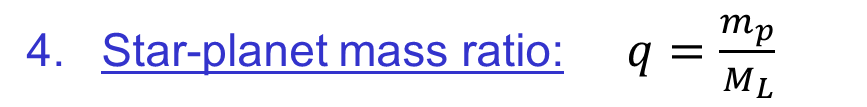 4. Star-planet mass ratio: q = m_p / M_L